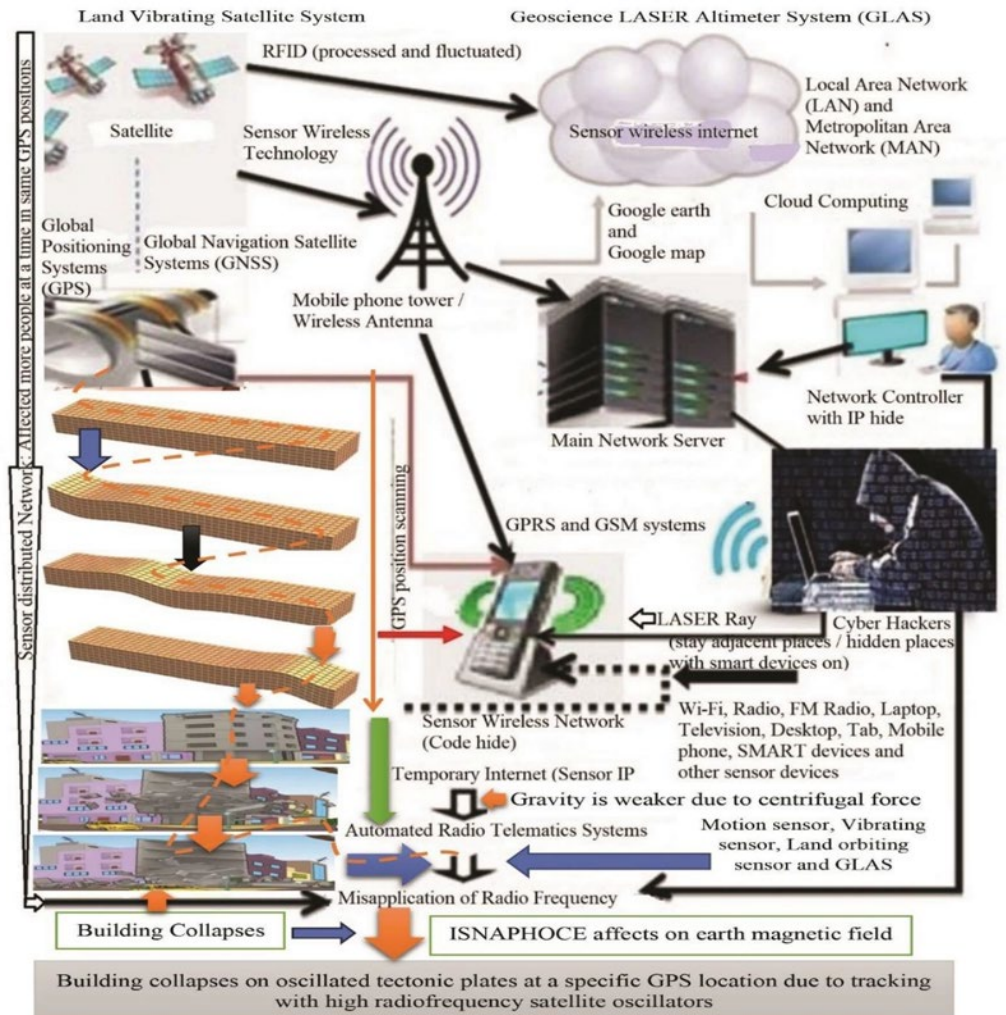 Land Vibrating Satellite System
Geoscience LASER Altimeter System (GLAS)
RFID (processed and fluctuated)
Satellite
Sensor Wireless
Technology
Sensor wireless internet
Local Area Network
(LAN) and
Metropolitan Area
Network (MAN)
Global
Positioning
Systems
(GPS)
Global Navigation Satellite
Systems (GNSS)
Mobile phone tower /
Wireless Antenna
Google earth
and
Google map
Cloud Computing
Main Network Server
Network Controller
with IP hide
Sensor distributed Network: Affected more people at a time in same GPS positions
GPS position scanning
GPRS and GSM systems
LASER Ray
Cyber Hackers
(stay adjacent places / hidden places
with smart devices on)
Sensor Wireless Network
(Code hide)
Wi-Fi, Radio, FM Radio, Laptop,
Television, Desktop, Tab, Mobile
phone, SMART devices and
other sensor devices
Temporary Internet (Sensor IP
Gravity is weaker due to centrifugal force
Automated Radio Telematics Systems
Motion sensor, Vibrating
sensor, Land orbiting
sensor and GLAS
Misapplication of Radio Frequency
Building Collapses
ISNAPHOCE affects on earth magnetic field
Building collapses on oscillated tectonic plates at a specific GPS location due to tracking
with high radiofrequency satellite oscillators